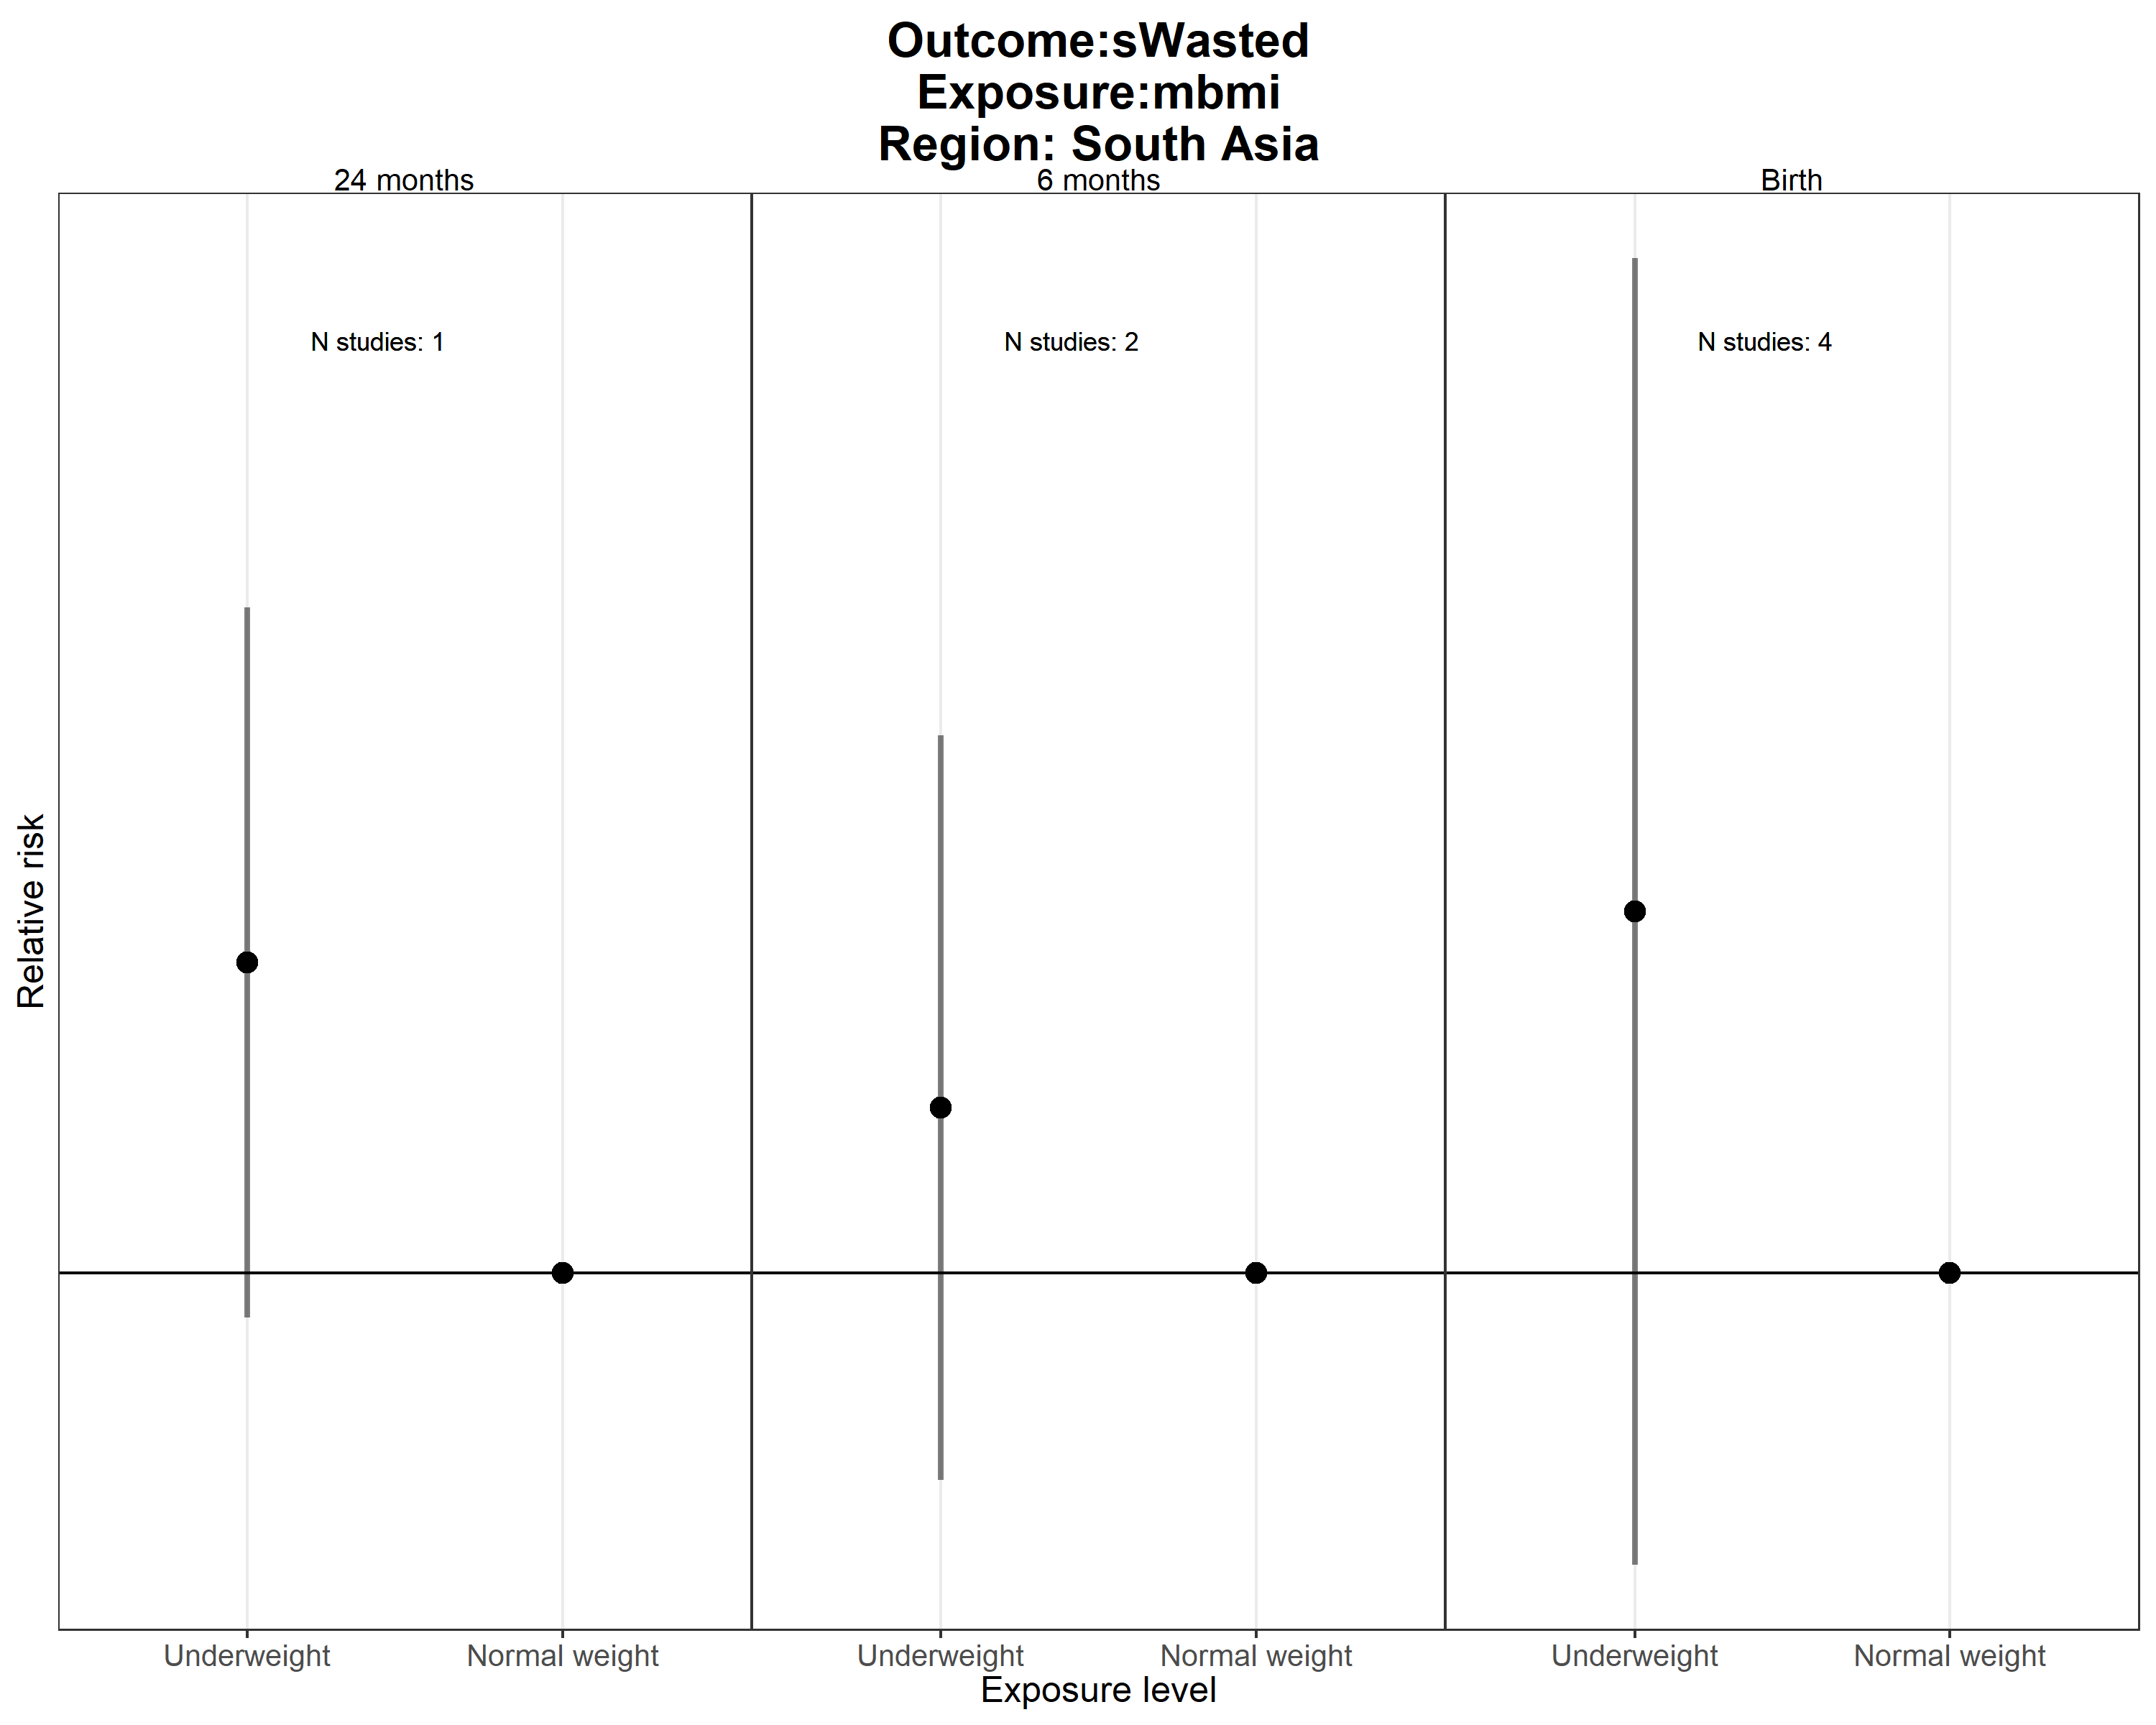 Outcome:sWasted
Exposure:mbmi
Region: South Asia
24 months
6 months
Birth
N studies: 1
N studies: 2
N studies: 4
Relative risk
Underweight
Normal weight
Underweight
Normal weight
Underweight
Normal weight
Exposure level